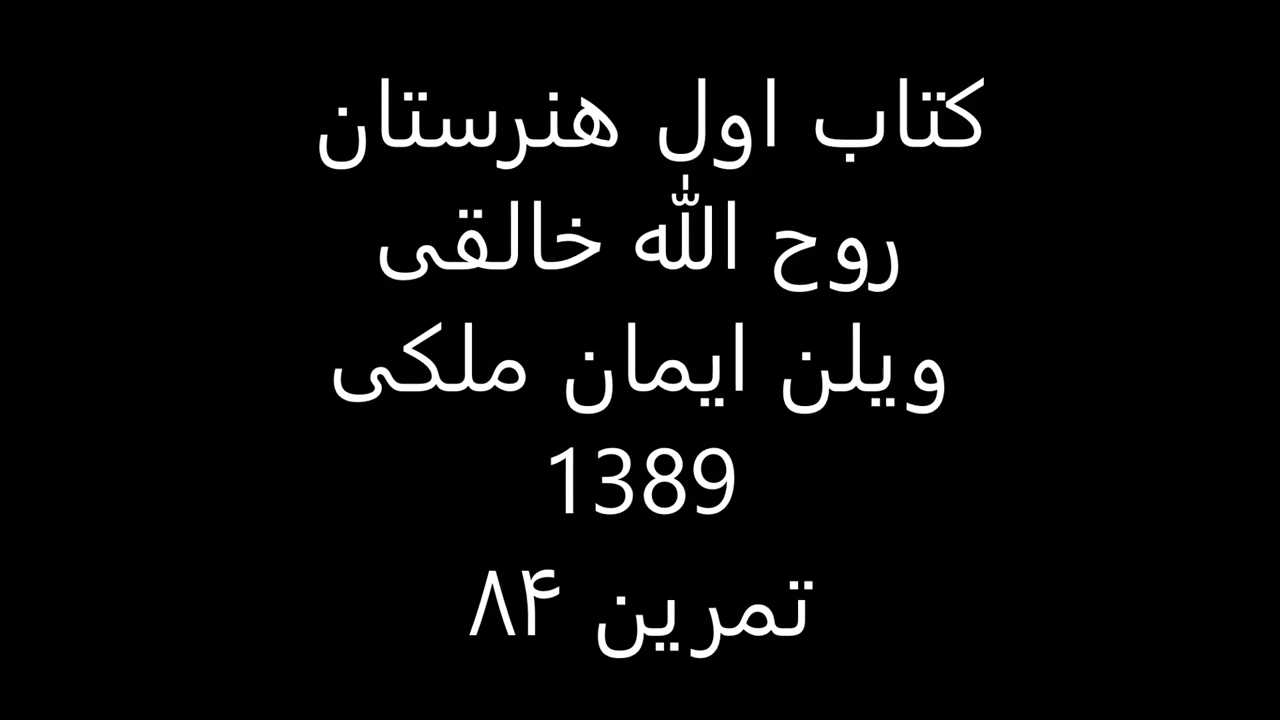 کتاب اول هنرستان
روح الله خالقی
ویلن ایمان ملکی
1389
تمرین ۸۴